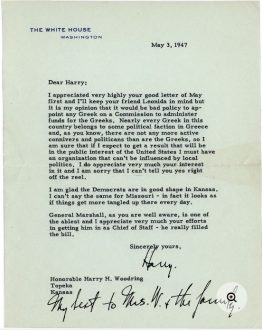 THE WHITE HOUSE
WASHINGTON
May 3, 1947
Dear Harry:
I appreciated very highly your good letter of May
first and I'll keep your friend Leonida in mind but
it is my opinion that it would be bad policy to ap-
point any Greek on a Commission to administer
funds for the Greeks. Nearly every Greek in this
country belongs to some political faction in Greece
and, as you know, there are not any more active
connivers and politicians than are the Greeks, so I
am sure that if I expect to get a result that will be
in the public interest of the United States I must have
an organization that can't be influenced by local
politics. I do appreciate very much your interest
in it and I am sorry that I can't tell you yes right
off the reel.
I am glad the Democrats are in good shape in Kansas,
I can't say the same for Missouri - in fact it looks as
if things get more tangled up there every day.
General Marshall, as you are well aware, is one of
the ablest and I appreciate very much your efforts
in getting him in as Chief of Staff - he really filled
the bill.
Sincerely yours,
Harry.
Honorable Harry H. Woodring
Topeka
Kansas
My best to Mrs. W. & the family.